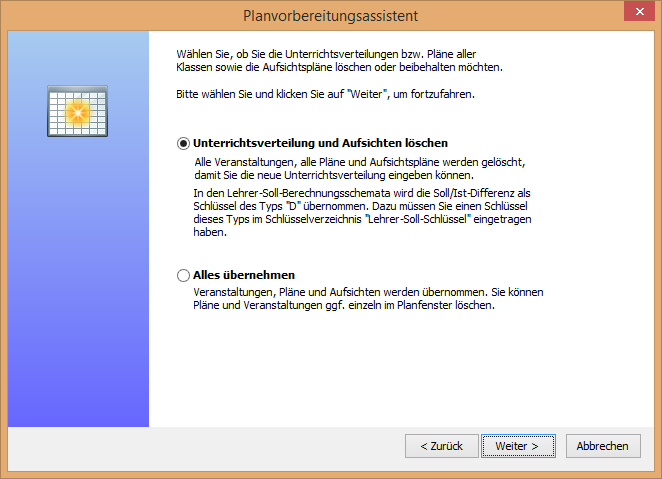 Planvorbereitungsassistent
Wählen Sie, ob Sie die Unterrichtsverteilungen bzw. Pläne aller
Klassen sowie die Aufsichtspläne löschen oder beibehalten möchten.
Bitte wählen Sie und klicken Sie auf "Weiter", um fortzufahren.
Unterrichtsverteilung und Aufsichten löschen
Alle Veranstaltungen, alle Pläne und Aufsichtspläne werden gelöscht,
damit Sie die neue Unterrichtsverteilung eingeben können.
In den Lehrer-Soll-Berechnungsschemata wird die Soll/Ist-Differenz als
Schlüssel des Typs "D" übernommen. Dazu müssen Sie einen Schlüssel
dieses Typs im Schlüsselverzeichnis "Lehrer-Soll-Schlüssel" eingetragen
haben.
Alles übernehmen
Veranstaltungen, Pläne und Aufsichten werden übernommen. Sie können
Pläne und Veranstaltungen ggf. einzeln im Planfenster löschen.
< Zurück
Weiter >
Abbrechen